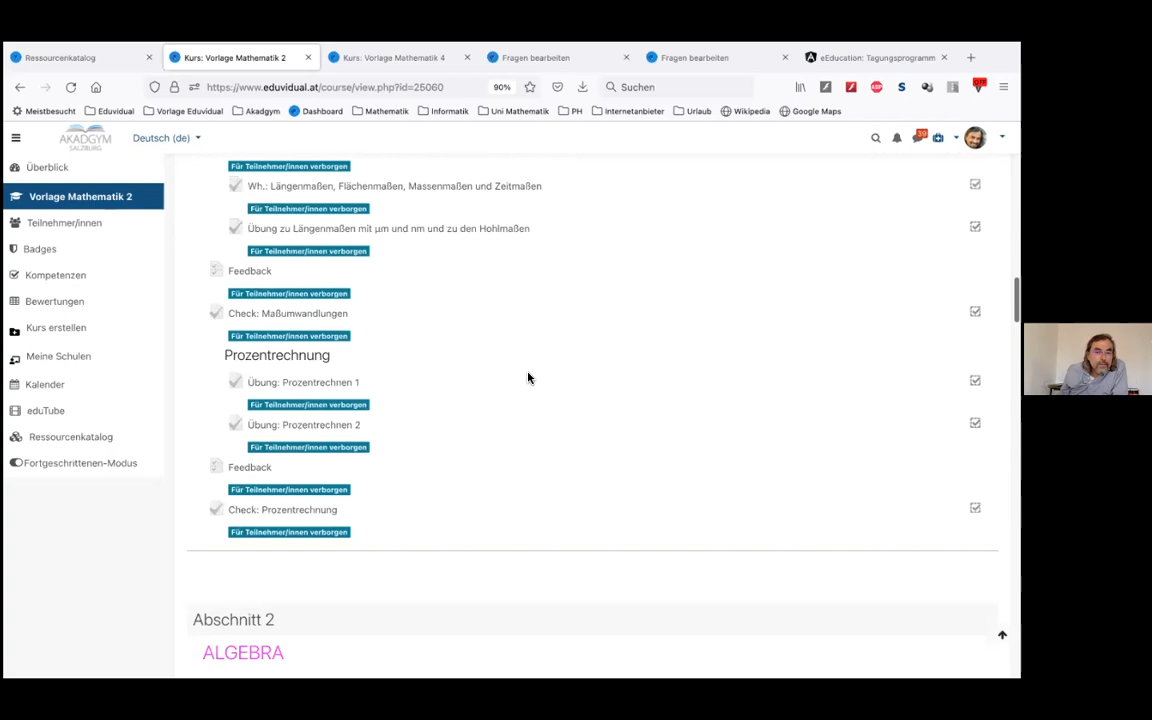 Ressourcenkatalog
Kurs: Vorlage Mathematik 2
Kurs: Vorlage Mathematik 4
Fragen bearbeiten
Fragen bearbeiten
eEducation: Tagungsprogramm
https://www.eduvidual.at/course/view.php?id=25060
90%
Suchen
Meistbesucht
Eduvidual
Vorlage Eduvidual
Akadgym
Dashboard
Mathematik
Informatik
Uni Mathematik
PH
Internetanbieter
Urlaub
Wikipedia
Google Maps
AKADGYM
SALZBURG
Deutsch (de)
Überblick
Vorlage Mathematik 2
Teilnehmer/innen
Badges
Kompetenzen
Bewertungen
Kurs erstellen
Meine Schulen
Kalender
eduTube
Ressourcenkatalog
Fortgeschrittenen-Modus
Für Teilnehmer/innen verborgen
Wh.: Längenmaßen, Flächenmaßen, Massenmaßen und Zeitmaßen
Für Teilnehmer/innen verborgen
Übung zu Längenmaßen mit µm und nm und zu den Hohlmaßen
Für Teilnehmer/innen verborgen
Feedback
Für Teilnehmer/innen verborgen
Check: Maßumwandlungen
Für Teilnehmer/innen verborgen
Prozentrechnung
Übung: Prozentrechnen 1
Für Teilnehmer/innen verborgen
Übung: Prozentrechnen 2
Für Teilnehmer/innen verborgen
Feedback
Für Teilnehmer/innen verborgen
Check: Prozentrechnung
Für Teilnehmer/innen verborgen
Abschnitt 2
ALGEBRA